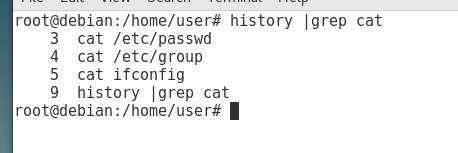 root@debian:/home/user# history |grep cat
3 cat /etc/passwd
4 cat /etc/group
5 cat ifconfig
9 history |grep cat
root@debian:/home/user#